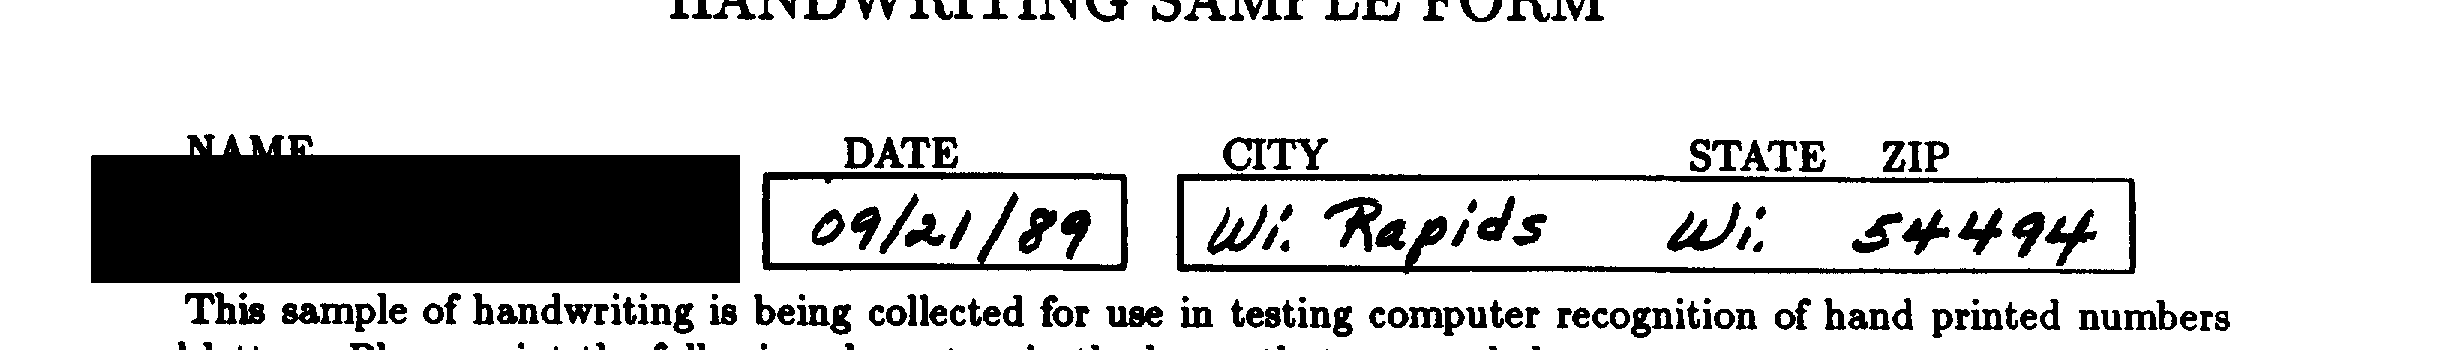 HANDWRITING SAMPLE FORM
NAME DATE CITY STATE ZIP
09/21/89 Wi. Rapids Wi. 54494
This sample of handwriting is being collected for use in testing computer recognition of hand printed numbers